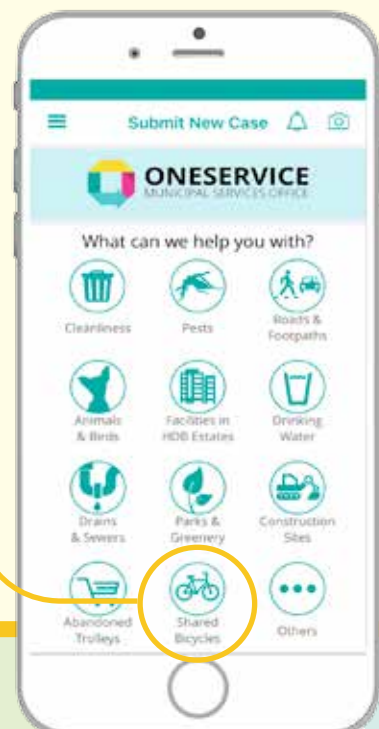 Submit New Case
ONESERVICE
MUNICIPAL SERVICES OFFICE
What can we help you with?
Cleanliness
Pests
Roads &
Footpaths
Animals
& Birds
Facilities in
HDB Estates
Drinking
Water
Drains
& Sewers
Parks &
Greenery
Construction
Sites
Abandoned
Trolleys
Shared
Bicycles
Others